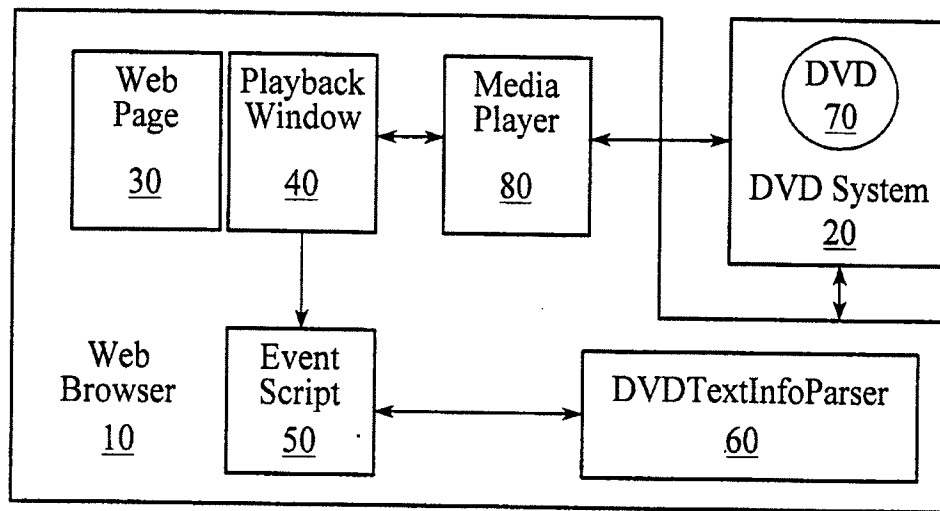 Web
Page
30
Playback
Window
40
Media
Player
80
DVD
70
DVD System
20
Web
Browser
10
Event
Script
50
DVDTextInfoParser
60